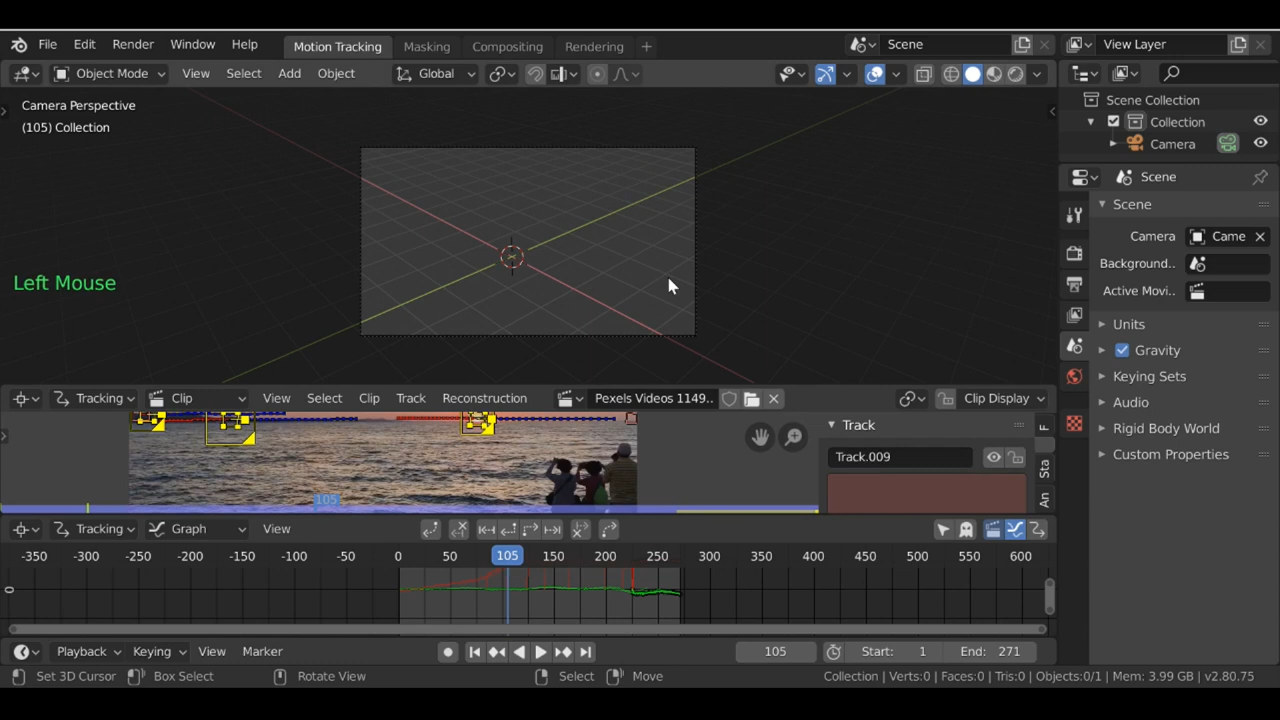 File Edit Render Window Help Motion Tracking Masking Compositing Rendering + Scene View Layer
Object Mode View Select Add Object Global
Camera Perspective
(105) Collection
Left Mouse
Scene Collection
Collection
Camera
Scene
Scene
Camera Came
Background..
Active Movi..
Units
Gravity
Keying Sets
Audio
Rigid Body World
Custom Properties
Tracking Clip View Select Clip Track Reconstruction Pexels Videos 1149.. Clip Display
Track
Track.009
F
Sta
An
105
Tracking Graph View
-350 -300 -250 -200 -150 -100 -50 0 50 105 150 200 250 300 350 400 450 500 550 600
0
Playback Keying View Marker 105 Start: 1 End: 271
Set 3D Cursor Box Select Rotate View Select Move Collection | Verts:0 | Faces:0 | Tris:0 | Objects:0/1 | Mem: 3.99 GB | v2.80.75